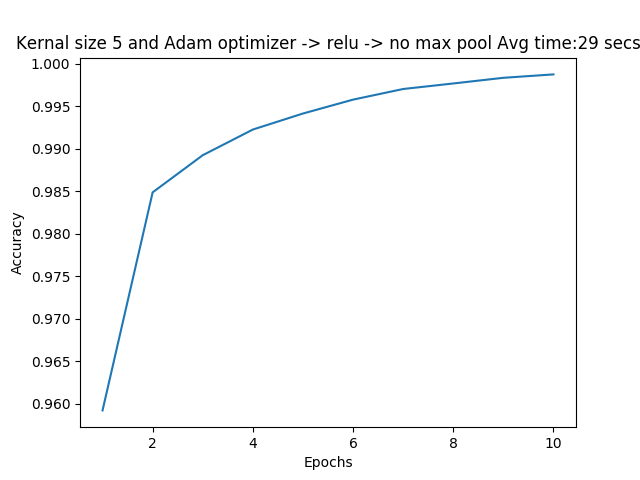 Kernal size 5 and Adam optimizer -> relu -> no max pool Avg time:29 secs
1.000
0.995
0.990
0.985
0.980
0.975
0.970
0.965
0.960
Accuracy
2 4 6 8 10
Epochs